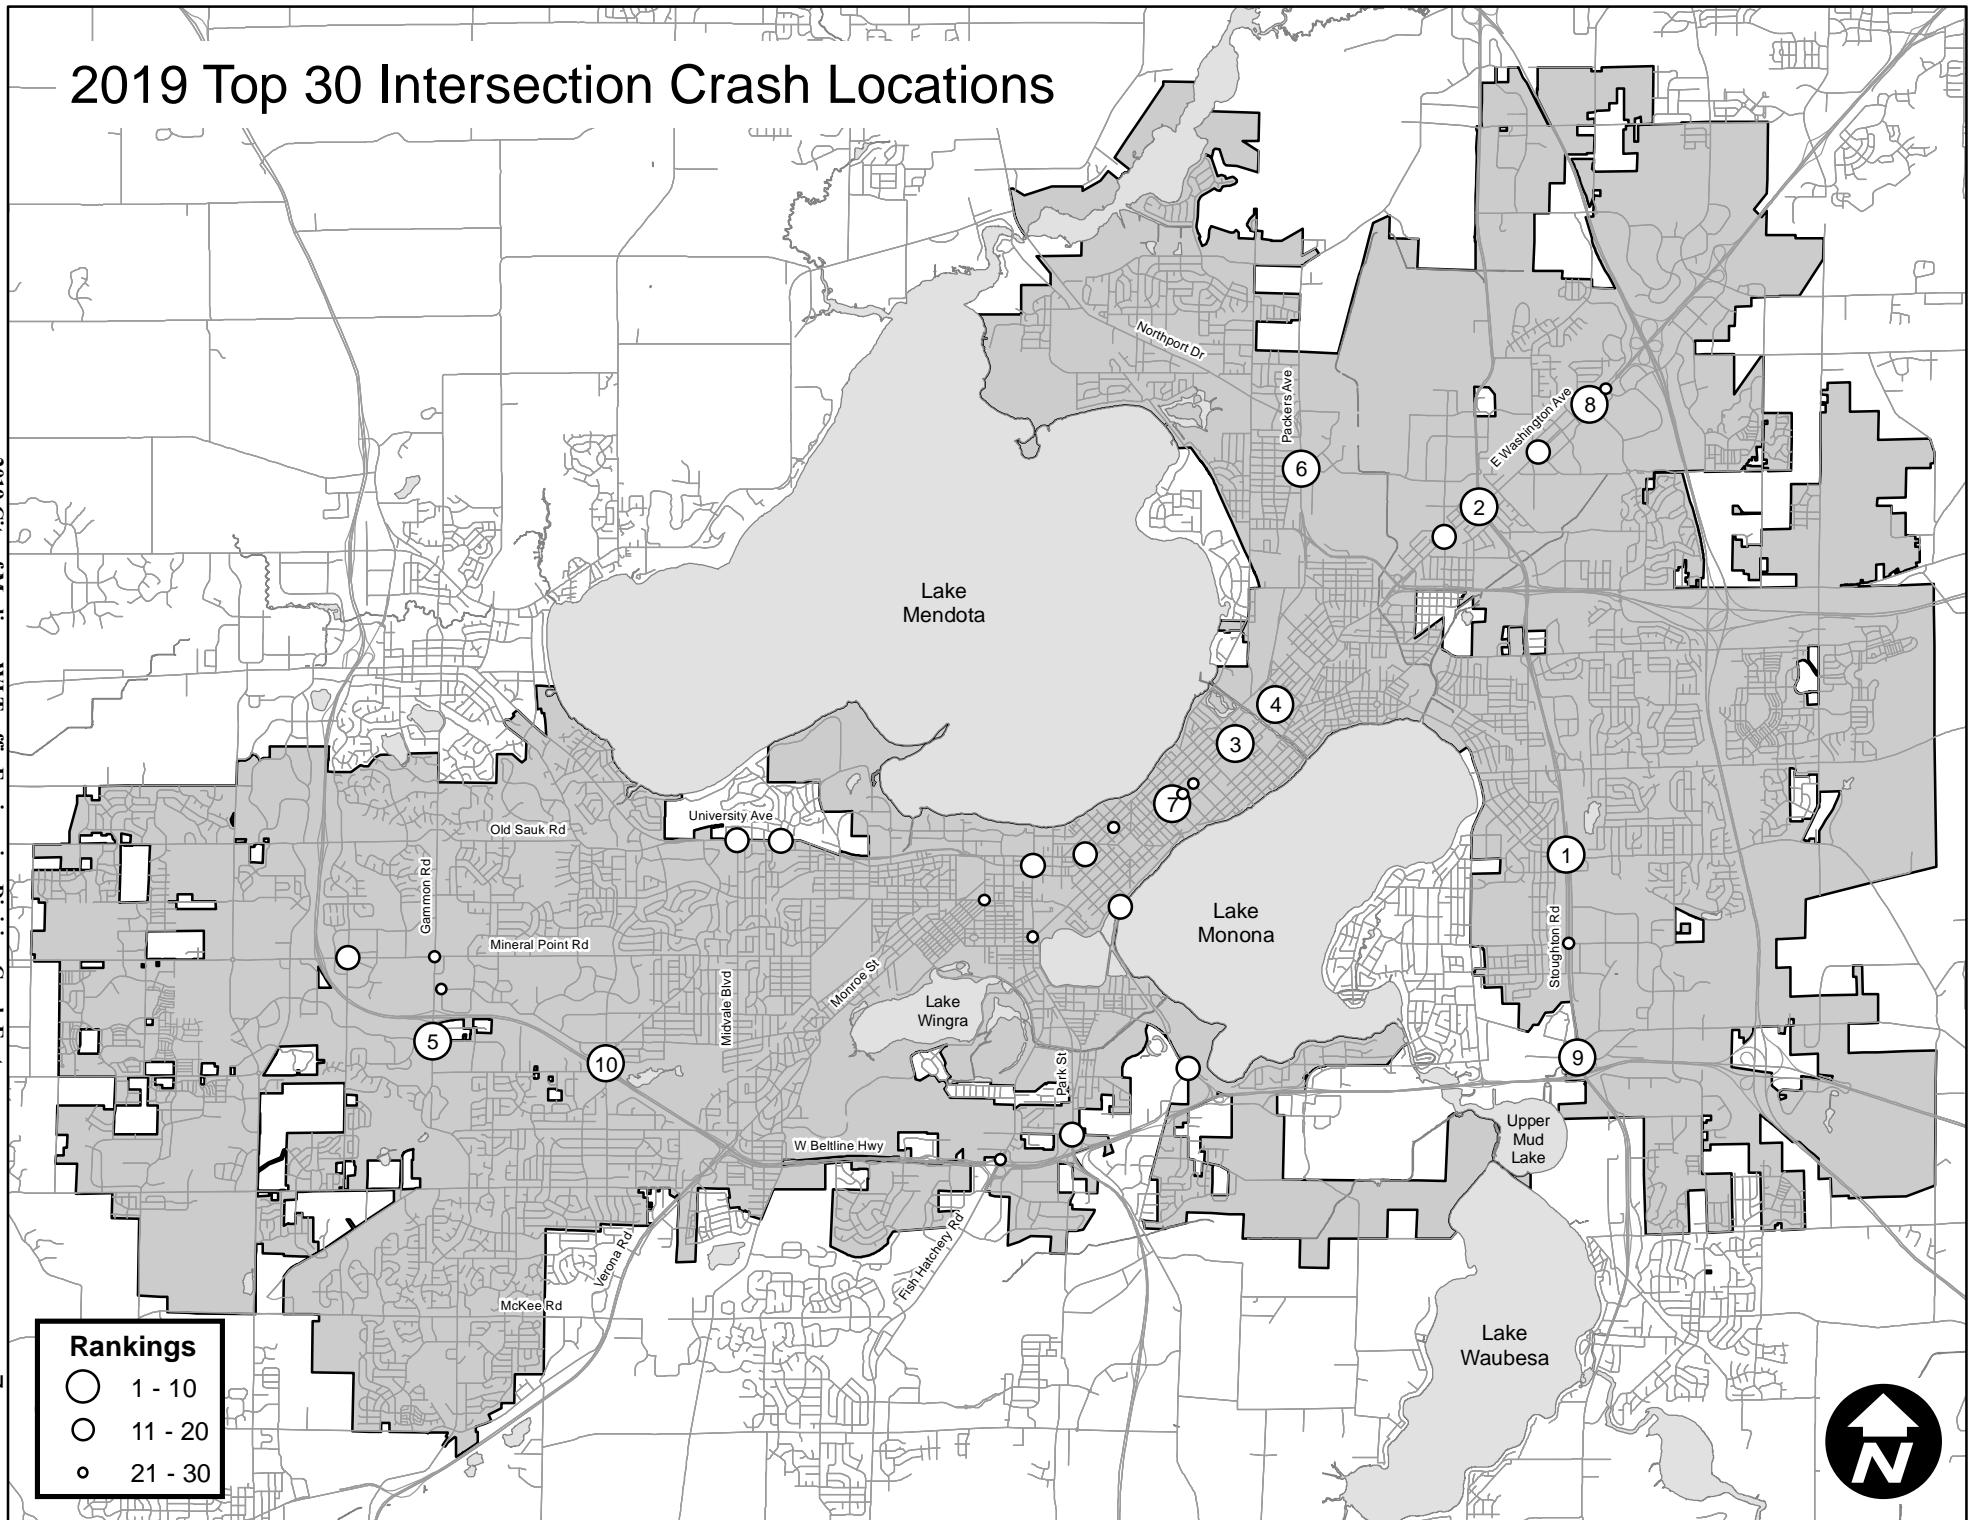 2019 Top 30 Intersection Crash Locations
Northport Dr
Packers Ave
E Washington Ave
8
6
2
Lake
Mendota
4
3
7
University Ave
Old Sauk Rd
Gammon Rd
1
Lake
Monona
Stoughton Rd
Mineral Point Rd
Midvale Blvd
Monroe St
Lake
Wingra
5
10
9
Park St
Upper
Mud
Lake
W Beltline Hwy
Fish Hatchery Rd
Verona Rd
McKee Rd
Lake
Waubesa
Rankings
1 - 10
11 - 20
21 - 30
N